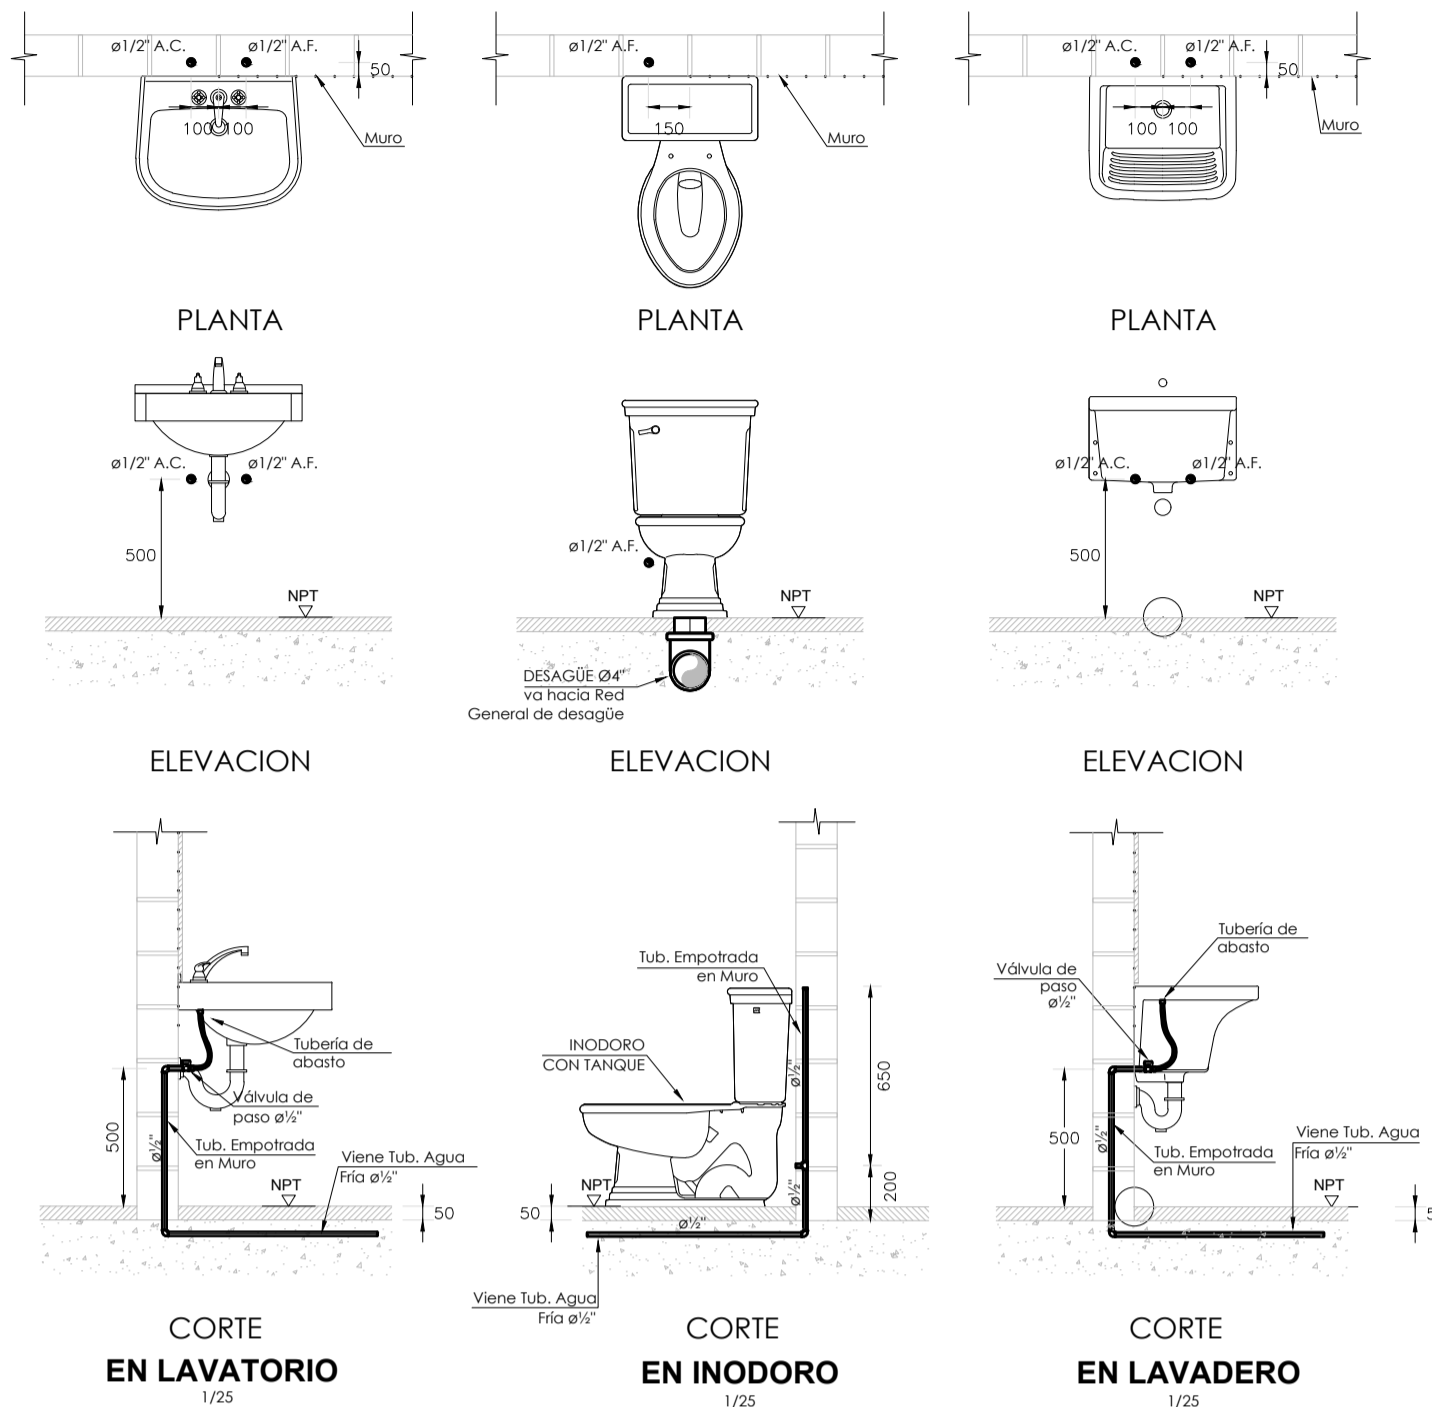 ø1/2" A.C.
ø1/2" A.F.
50
100
100
Muro
PLANTA
ø1/2" A.F.
150
Muro
PLANTA
ø1/2" A.C.
ø1/2" A.F.
50
100
100
Muro
PLANTA
ø1/2" A.C.
ø1/2" A.F.
500
NPT
ELEVACION
ø1/2" A.F.
NPT
DESAGÜE Ø4"
va hacia Red
General de desagüe
ELEVACION
ø1/2" A.C.
ø1/2" A.F.
500
NPT
ELEVACION
Tubería de
abasto
Válvula de
paso ø½"
500
ø½"
Tub. Empotrada
en Muro
Viene Tub. Agua
Fría ø½"
NPT
50
CORTE
EN LAVATORIO
1/25
Tub. Empotrada
en Muro
INODORO
CON TANQUE
ø½"
650
NPT
ø½"
200
50
ø½"
Viene Tub. Agua
Fría ø½"
CORTE
EN INODORO
1/25
Tubería de
abasto
Válvula de
paso
ø½"
500
ø½"
Tub. Empotrada
en Muro
Viene Tub. Agua
Fría ø½"
NPT
CORTE
EN LAVADERO
1/25